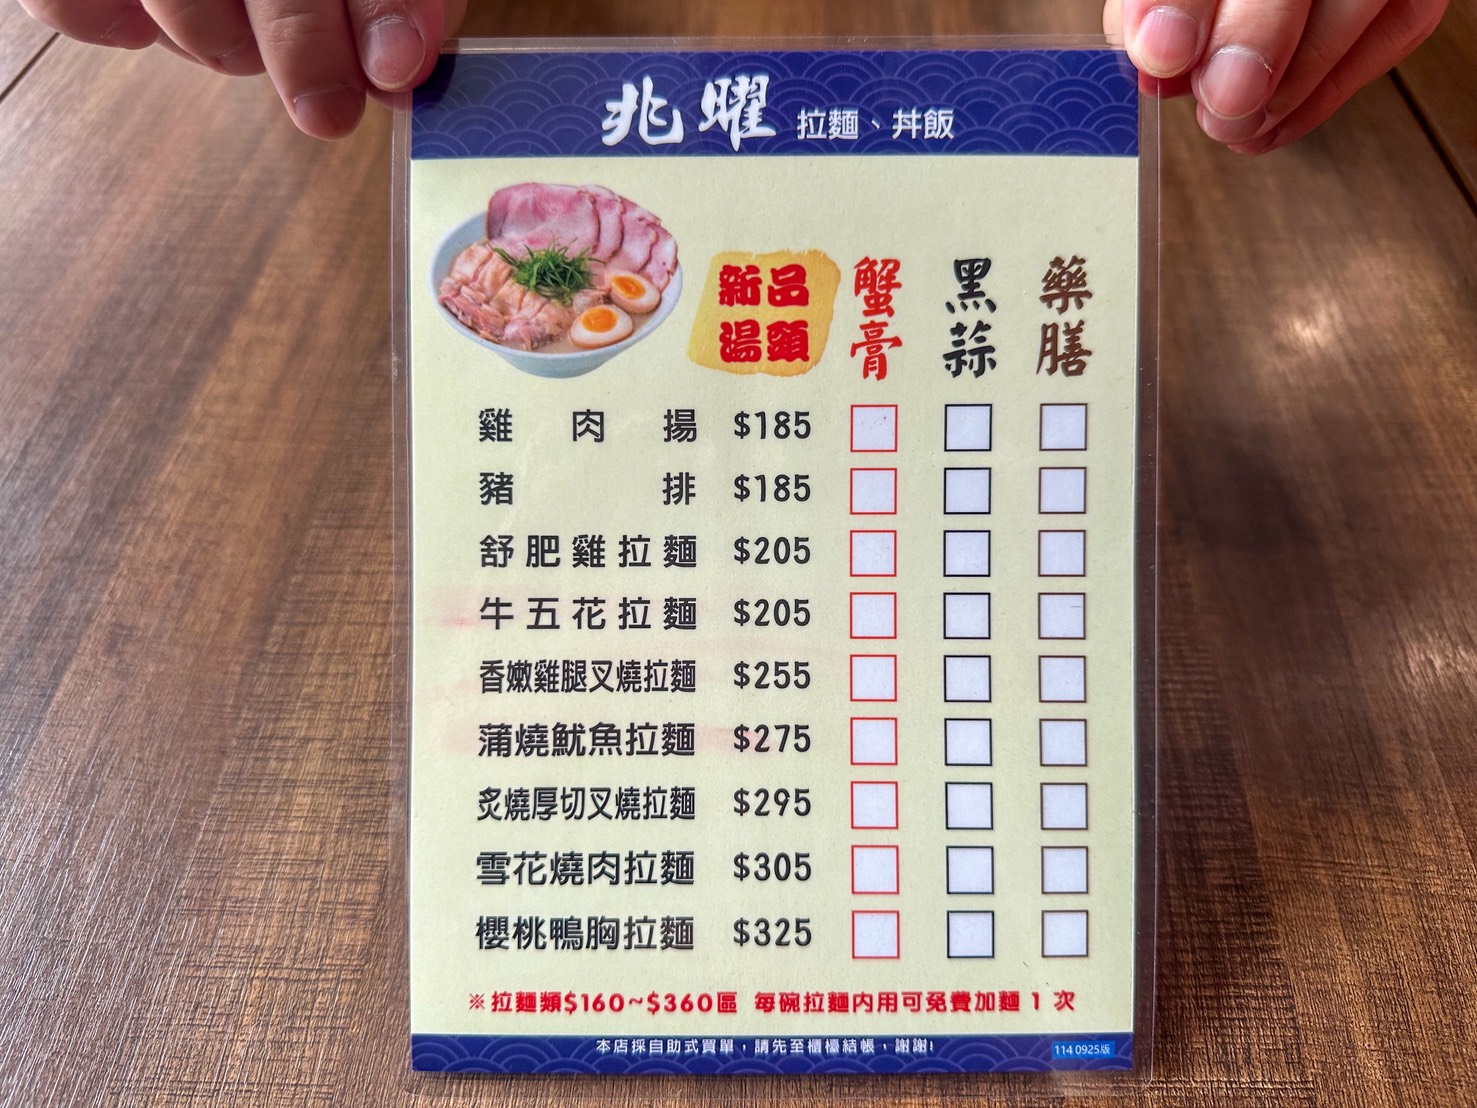 兆曜 拉麵、丼飯
新品湯頭 蟹膏 黑蒜 藥膳
雞肉揚 $185
豬排 $185
舒肥雞拉麵 $205
牛五花拉麵 $205
香嫩雞腿叉燒拉麵 $255
蒲燒魷魚拉麵 $275
炙燒厚切叉燒拉麵 $295
雪花燒肉拉麵 $305
櫻桃鴨胸拉麵 $325
※拉麵類$160~$360區 每碗拉麵內用可免費加麵 1 次
本店採自助式買單，請先至櫃檯結帳，謝謝!
114 0925版